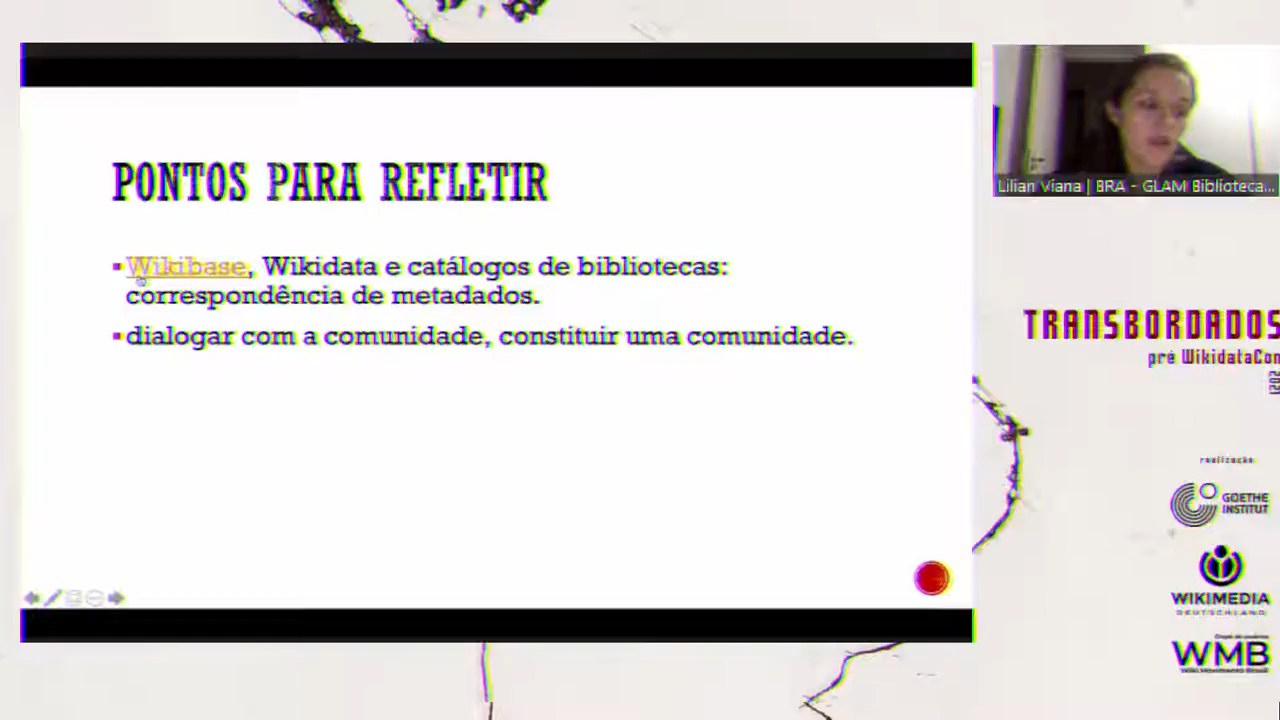 PONTOS PARA REFLETIR
Wikibase, Wikidata e catálogos de bibliotecas:
correspondência de metadados.
dialogar com a comunidade, constituir uma comunidade.
Lilian Viana | BRA - GLAM Biblioteca...
TRANSBORDADOS
pré WikidataCon
2021
realização
GOETHE
INSTITUT
WIKIMEDIA
DEUTSCHLAND
WMB